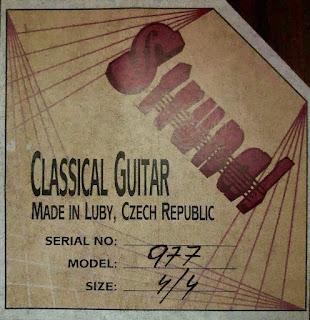 Strunal
CLASSICAL GUITAR
MADE IN LUBY, CZECH REPUBLIC
SERIAL NO:
MODEL: 977
SIZE: 4/4